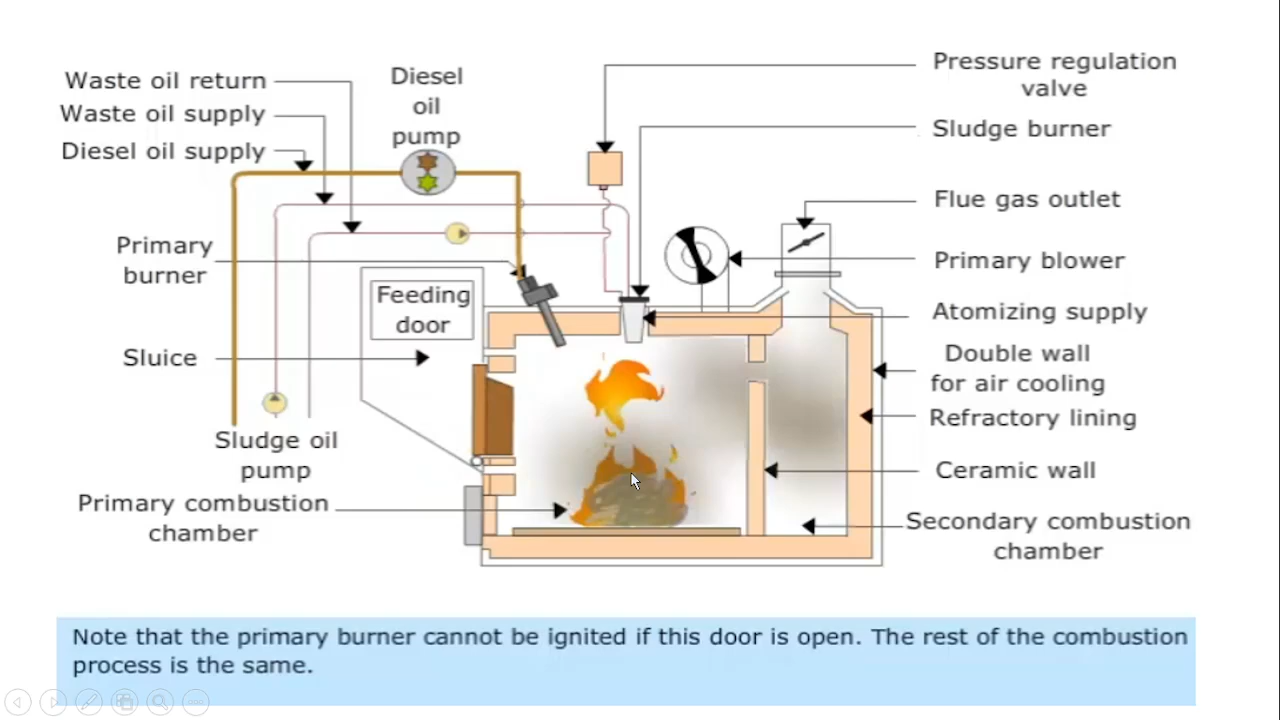 Waste oil return
Waste oil supply
Diesel oil supply
Diesel
oil
pump
Primary
burner
Feeding
door
Sluice
Sludge oil
pump
Primary combustion
chamber
Pressure regulation
valve
Sludge burner
Flue gas outlet
Primary blower
Atomizing supply
Double wall
for air cooling
Refractory lining
Ceramic wall
Secondary combustion
chamber
Note that the primary burner cannot be ignited if this door is open. The rest of the combustion
process is the same.